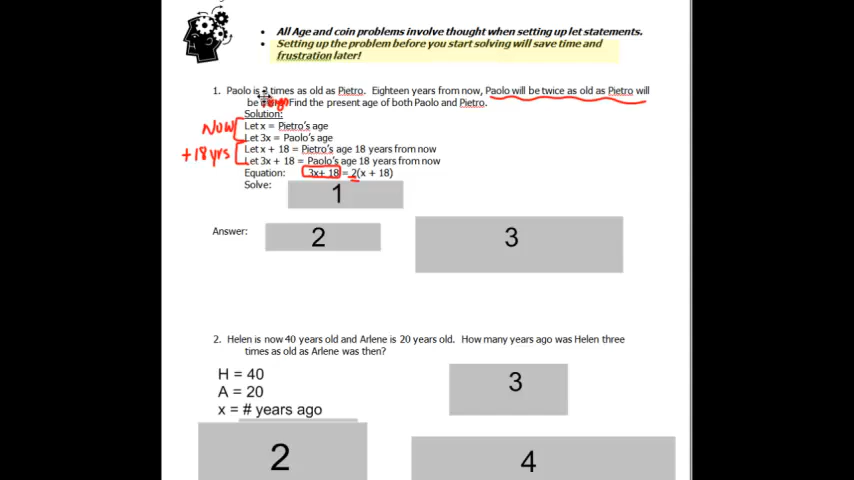 All Age and coin problems involve thought when setting up let statements.
Setting up the problem before you start solving will save time and
frustration later!
1. Paolo is 3 times as old as Pietro. Eighteen years from now, Paolo will be twice as old as Pietro will
be Find the present age of both Paolo and Pietro.
Solution:
Now
Let x = Pietro's age
Let 3x = Paolo's age
+18yrs
Let x + 18 = Pietro's age 18 years from now
Let 3x + 18 = Paolo's age 18 years from now
Equation: 3x+ 18 = 2(x + 18)
Solve:
1
Answer:
2
3
2. Helen is now 40 years old and Arlene is 20 years old. How many years ago was Helen three
times as old as Arlene was then?
H = 40
A = 20
x = # years ago
3
2
4